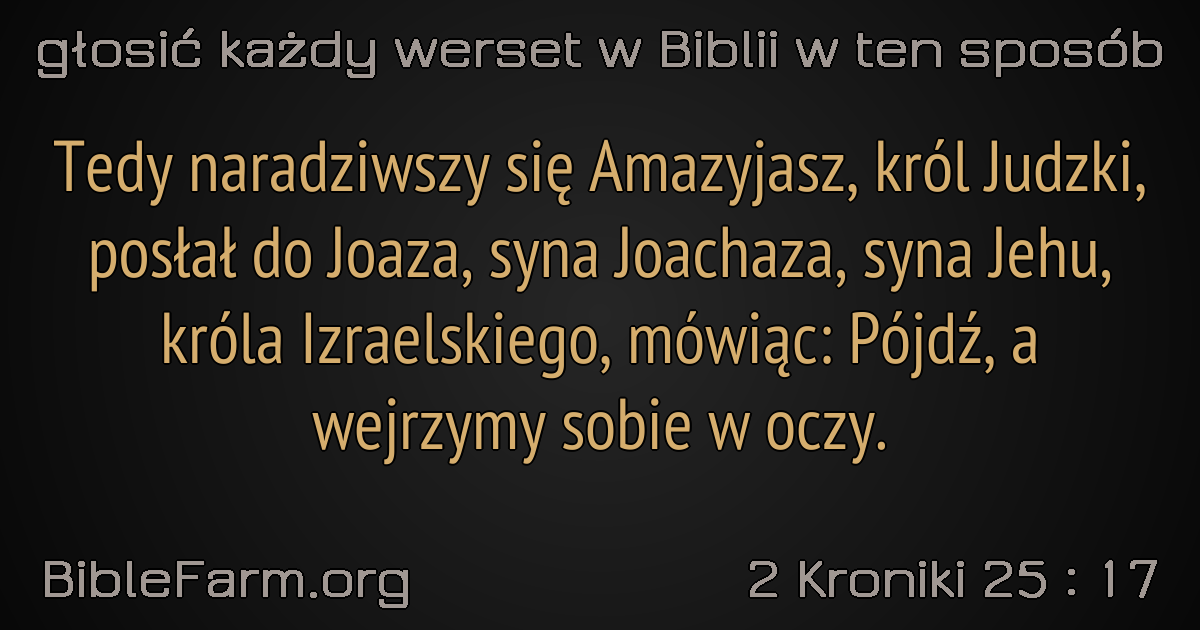 głosić każdy werset w Biblii w ten sposób
Tedy naradziwszy się Amazyjasz, król Judzki,
posłał do Joaza, syna Joachaza, syna Jehu,
króla Izraelskiego, mówiąc: Pójdź, a
wejrzymy sobie w oczy.
BibleFarm.org
2 Kroniki 25 : 17